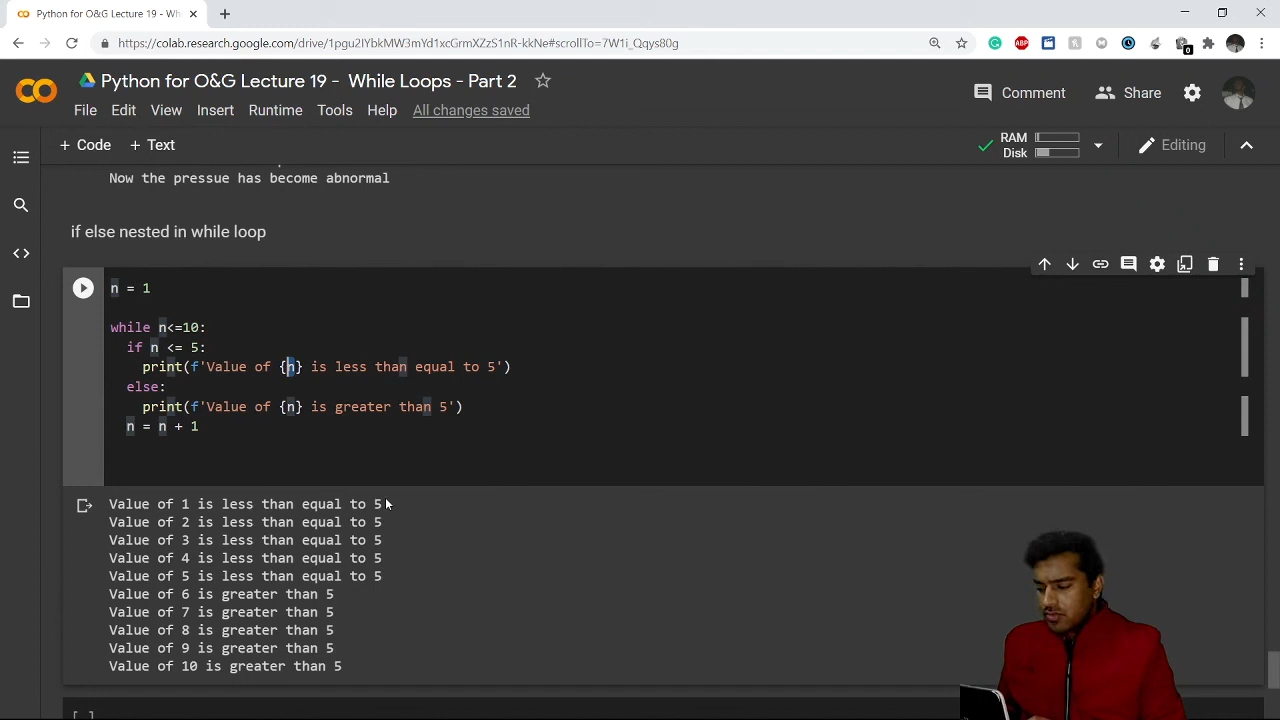 Python for O&G Lecture 19 - Wh
https://colab.research.google.com/drive/1zqu2lYbkMW3mYd1xcGrmXZzS1nR-kkNe#scrollTo=7W1i_Qqys80g
Python for O&G Lecture 19 - While Loops - Part 2
Comment
Share
File Edit View Insert Runtime Tools Help All changes saved
+ Code + Text
RAM
Disk
Editing
Now the pressue has become abnormal
if else nested in while loop
n = 1
while n<=10:
if n <= 5:
print(f'Value of {n} is less than equal to 5')
else:
print(f'Value of {n} is greater than 5')
n = n + 1
Value of 1 is less than equal to 5
Value of 2 is less than equal to 5
Value of 3 is less than equal to 5
Value of 4 is less than equal to 5
Value of 5 is less than equal to 5
Value of 6 is greater than 5
Value of 7 is greater than 5
Value of 8 is greater than 5
Value of 9 is greater than 5
Value of 10 is greater than 5
[ ]